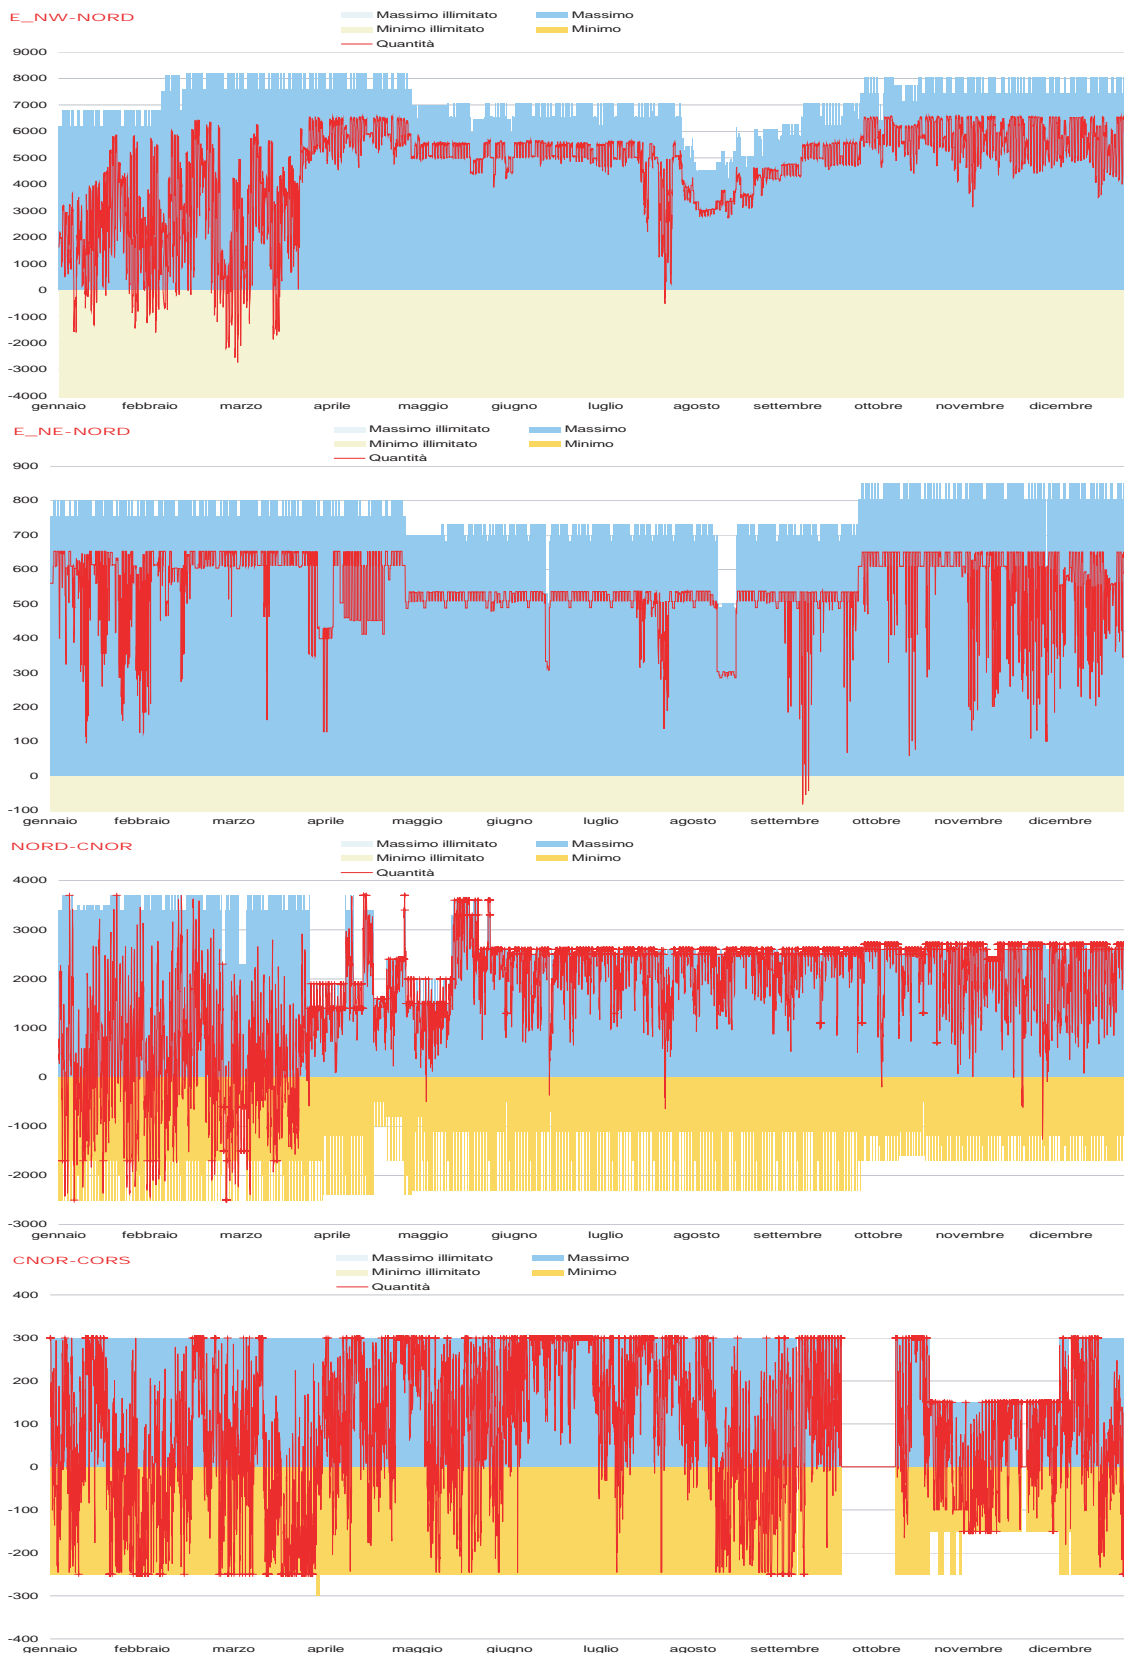 E_NW-NORD
Massimo illimitato Massimo
Minimo illimitato Minimo
Quantità
9000
8000
7000
6000
5000
4000
3000
2000
1000
0
-1000
-2000
-3000
-4000
gennaio febbraio marzo aprile maggio giugno luglio agosto settembre ottobre novembre dicembre
E_NE-NORD
Massimo illimitato Massimo
Minimo illimitato Minimo
Quantità
900
800
700
600
500
400
300
200
100
0
-100
gennaio febbraio marzo aprile maggio giugno luglio agosto settembre ottobre novembre dicembre
NORD-CNOR
Massimo illimitato Massimo
Minimo illimitato Minimo
Quantità
4000
3000
2000
1000
0
-1000
-2000
-3000
gennaio febbraio marzo aprile maggio giugno luglio agosto settembre ottobre novembre dicembre
CNOR-CORS
Massimo illimitato Massimo
Minimo illimitato Minimo
Quantità
400
300
200
100
0
-100
-200
-300
-400
gennaio febbraio marzo aprile maggio giugno luglio agosto settembre ottobre novembre dicembre